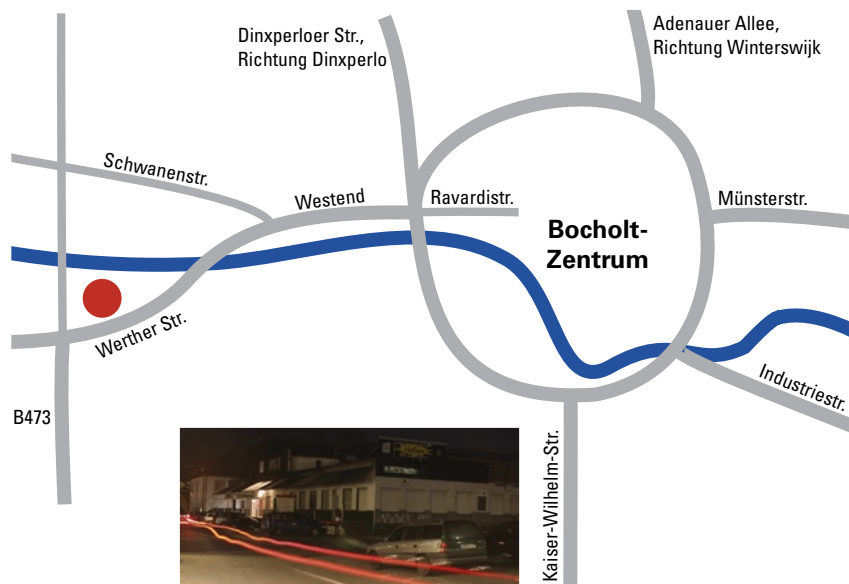 Dinxperloer Str.,
Richtung Dinxperlo
Adenauer Allee,
Richtung Winterswijk
Schwanenstr.
Westend
Ravardistr.
Münsterstr.
Bocholt-
Zentrum
Werther Str.
Industriestr.
B473
Kaiser-Wilhelm-Str.